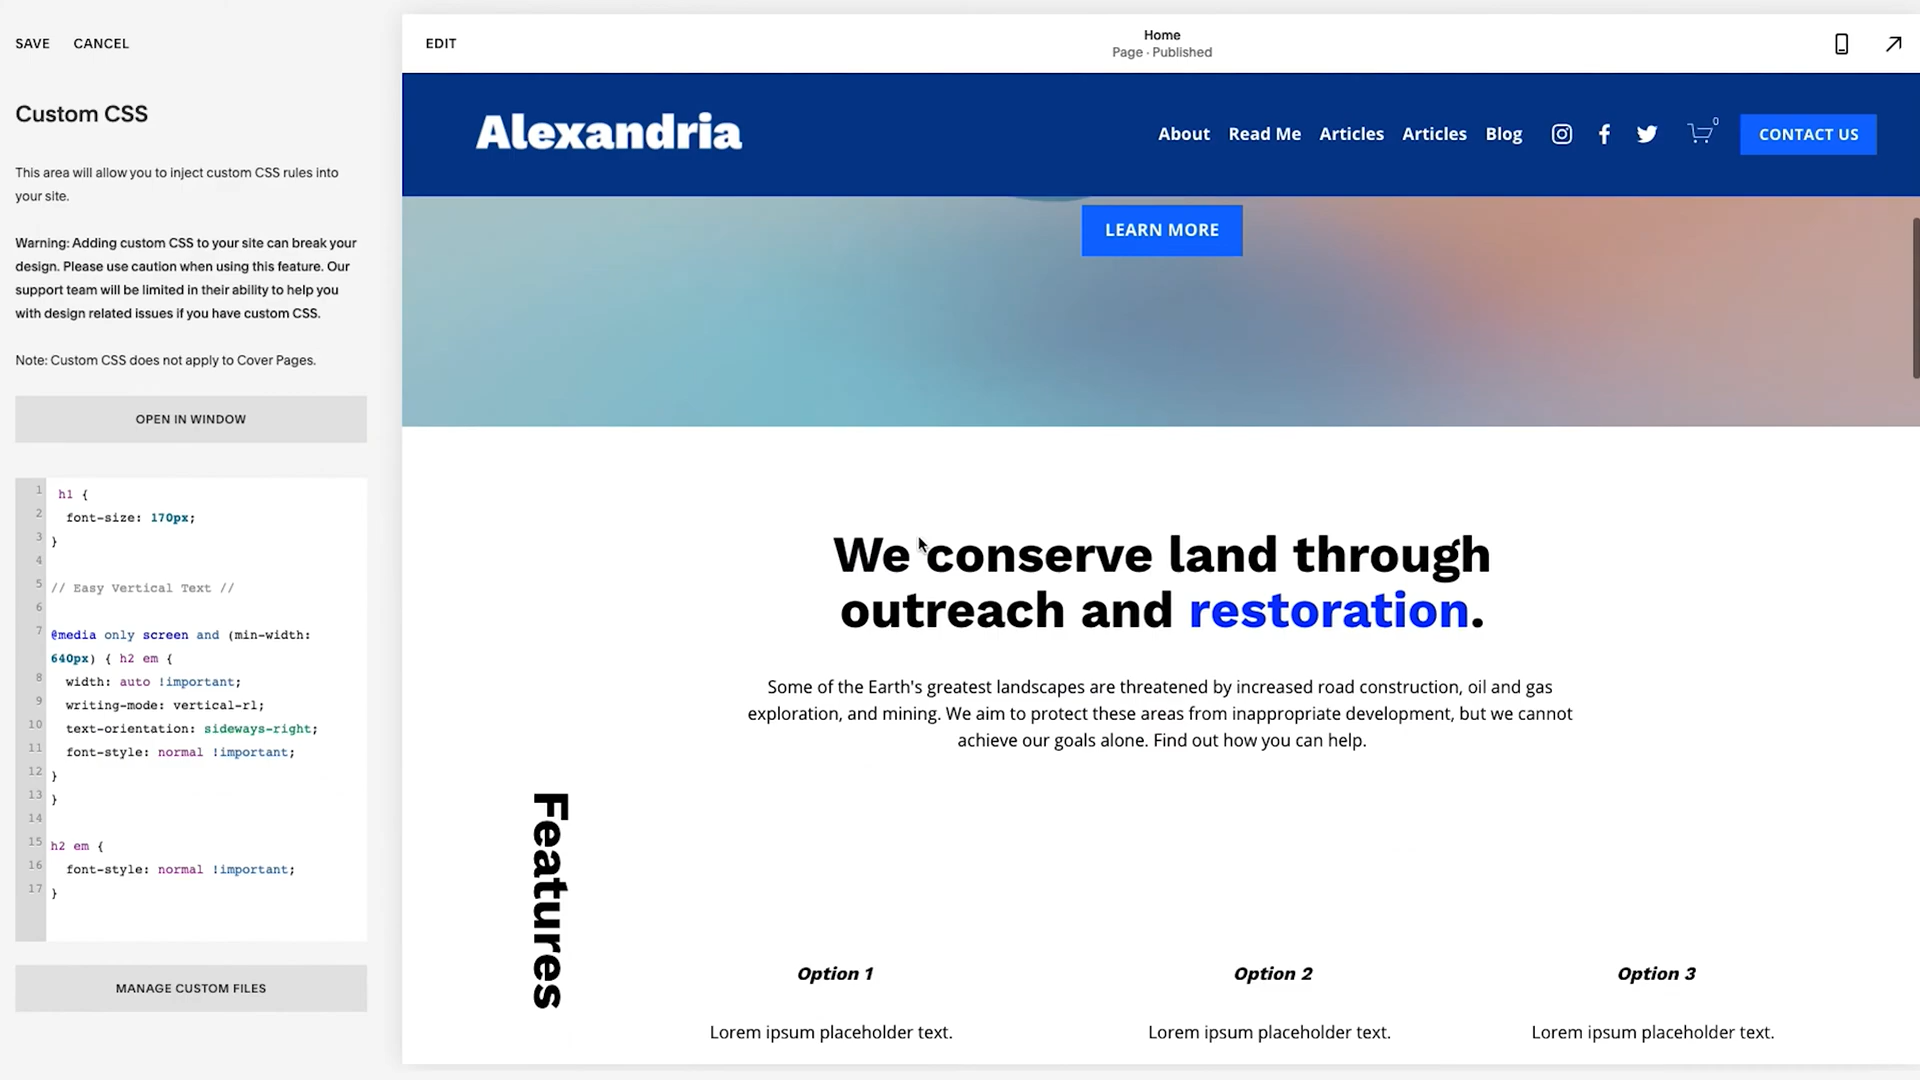 SAVE CANCEL
Custom CSS
This area will allow you to inject custom CSS rules into
your site.
Warning: Adding custom CSS to your site can break your
design. Please use caution when using this feature. Our
support team will be limited in their ability to help you
with design related issues if you have custom CSS.
Note: Custom CSS does not apply to Cover Pages.
OPEN IN WINDOW
1 h1 {
2 font-size: 170px;
3 }
4
5 // Easy Vertical Text //
6
7 @media only screen and (min-width:
640px) { h2 em {
8 width: auto !important;
9 writing-mode: vertical-rl;
10 text-orientation: sideways-right;
11 font-style: normal !important;
12 }
13 }
14
15 h2 em {
16 font-style: normal !important;
17 }
MANAGE CUSTOM FILES
EDIT
Home
Page · Published
Alexandria
About Read Me Articles Articles Blog 0 CONTACT US
LEARN MORE
We conserve land through
outreach and restoration.
Some of the Earth's greatest landscapes are threatened by increased road construction, oil and gas
exploration, and mining. We aim to protect these areas from inappropriate development, but we cannot
achieve our goals alone. Find out how you can help.
Features
Option 1 Option 2 Option 3
Lorem ipsum placeholder text. Lorem ipsum placeholder text. Lorem ipsum placeholder text.